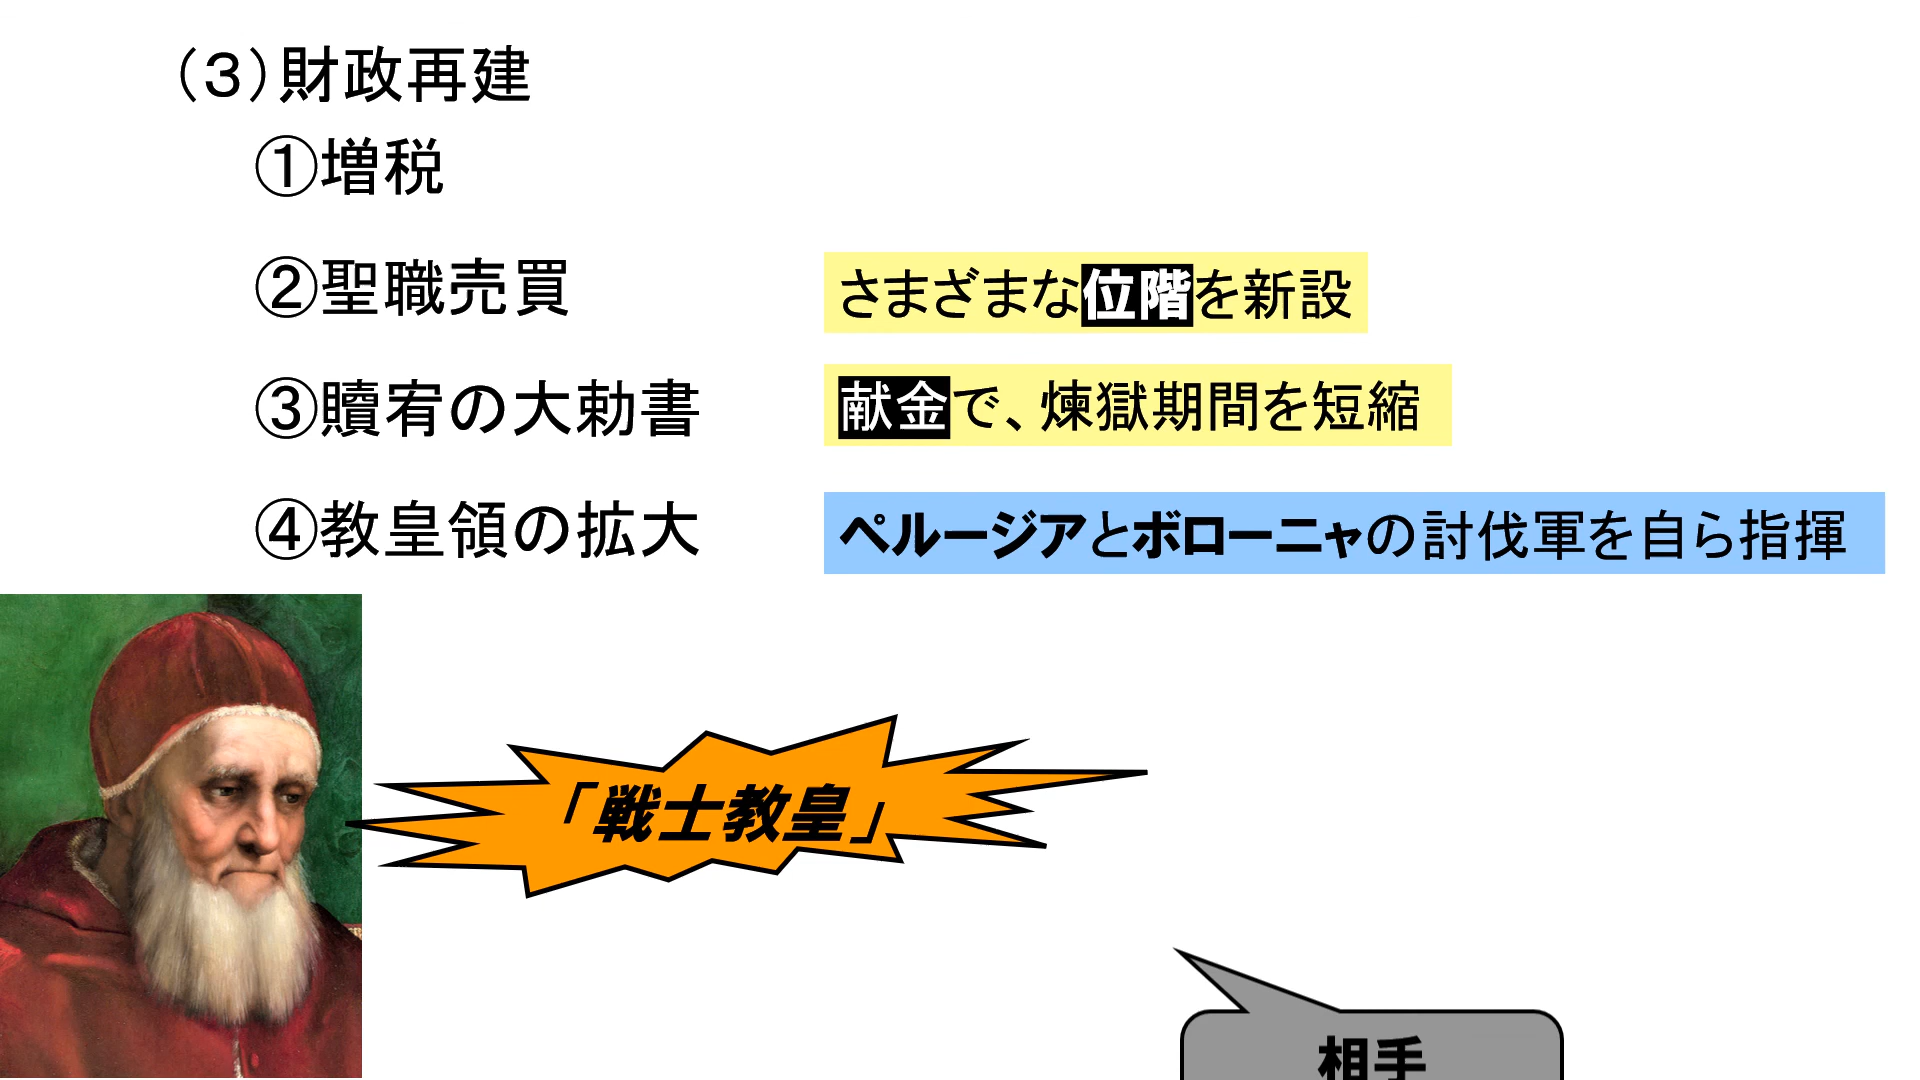 （３）財政再建
①増税
②聖職売買
さまざまな位階を新設
③贖宥の大勅書
献金で、煉獄期間を短縮
④教皇領の拡大
ペルージアとボローニャの討伐軍を自ら指揮
「戦士教皇」
相手